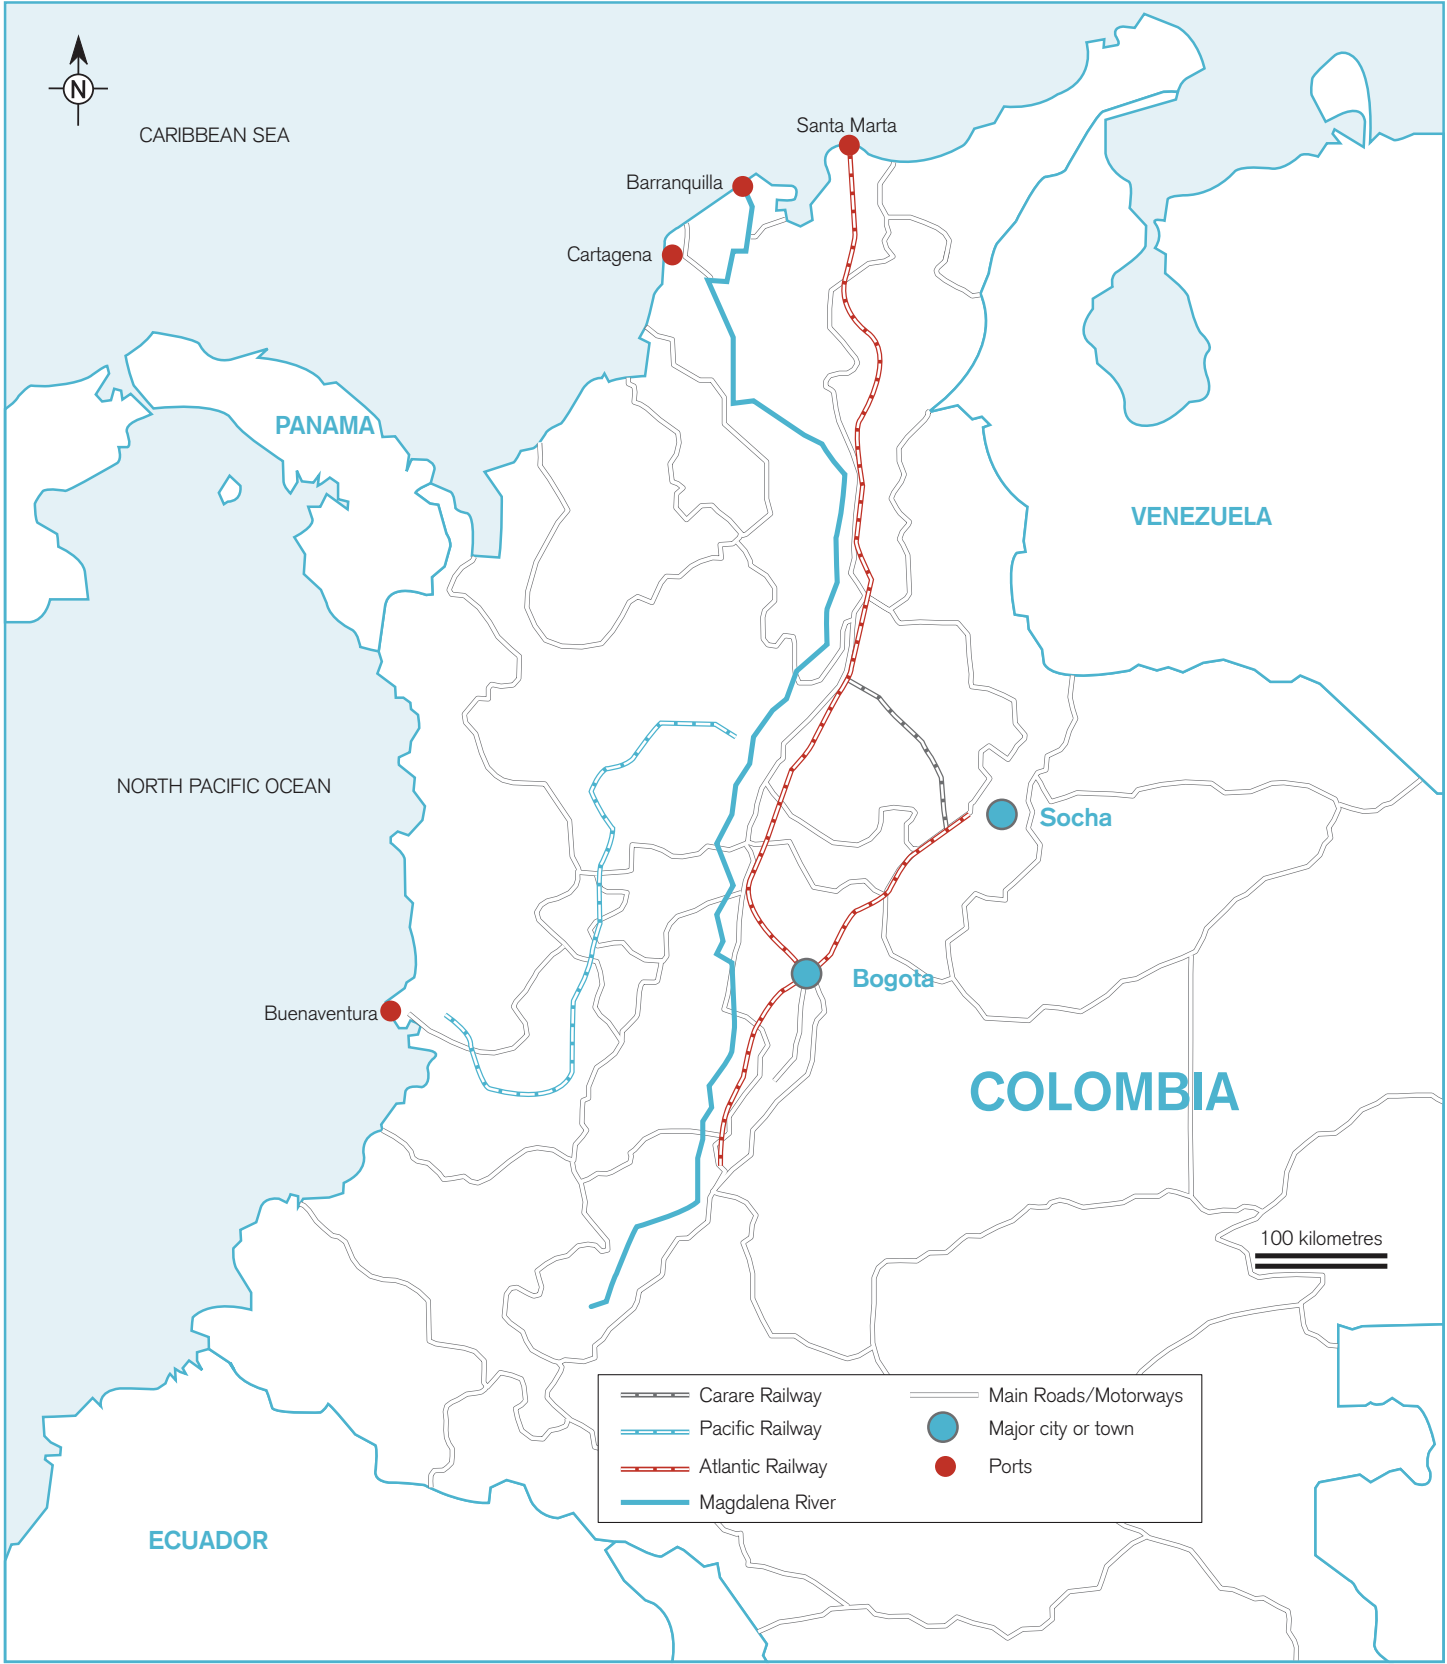 N
CARIBBEAN SEA
Santa Marta
Barranquilla
Cartagena
PANAMA
VENEZUELA
NORTH PACIFIC OCEAN
Socha
Bogota
Buenaventura
COLOMBIA
100 kilometres
Carare Railway
Pacific Railway
Atlantic Railway
Magdalena River
Main Roads/Motorways
Major city or town
Ports
ECUADOR